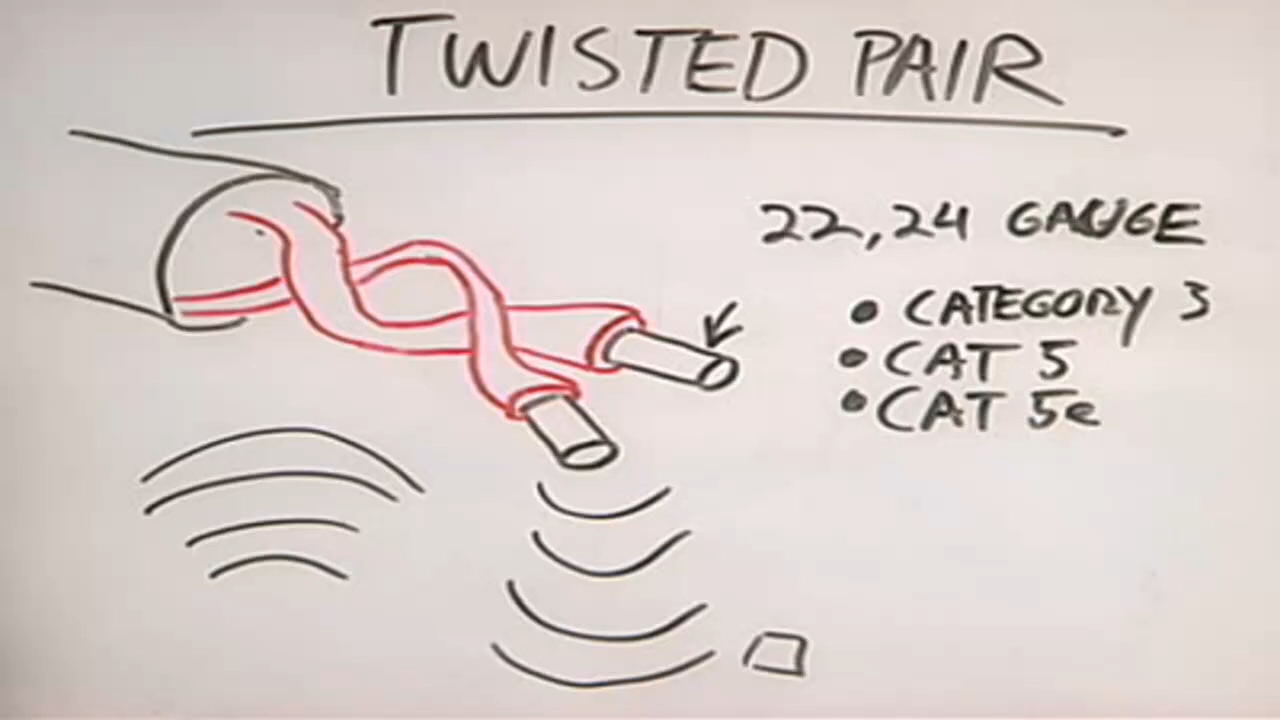 TWISTED PAIR
22,24 GAUGE
• CATEGORY 3
• CAT 5
• CAT 5e